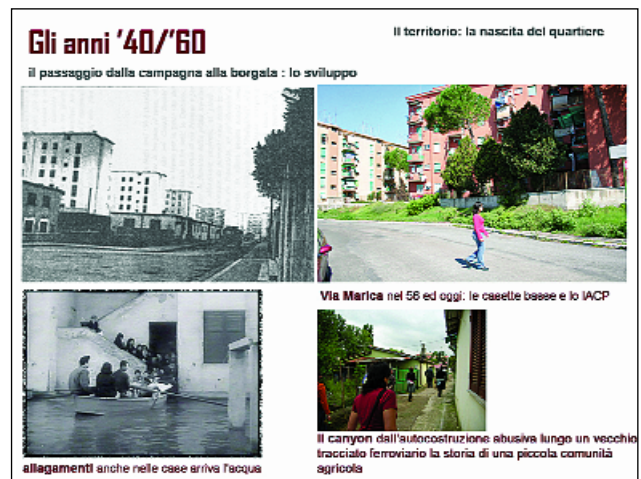 Gli anni '40/'60
Il territorio: la nascita del quartiere
il passaggio dalla campagna alla borgata : lo sviluppo
Via Marica nel 56 ed oggi: le casette basse e lo IACP
allagamenti anche nelle case arriva l'acqua
Il canyon dall'autocostruzione abusiva lungo un vecchio
tracciato ferroviario la storia di una piccola comunità
agricola